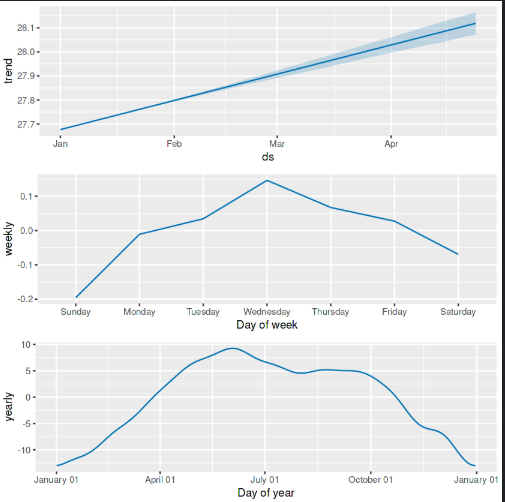 trend
28.1
28.0
27.9
27.8
27.7
Jan Feb Mar Apr
ds
weekly
0.1
0.0
-0.1
-0.2
Sunday Monday Tuesday Wednesday Thursday Friday Saturday
Day of week
yearly
10
5
0
-5
-10
January 01 April 01 July 01 October 01 January 01
Day of year